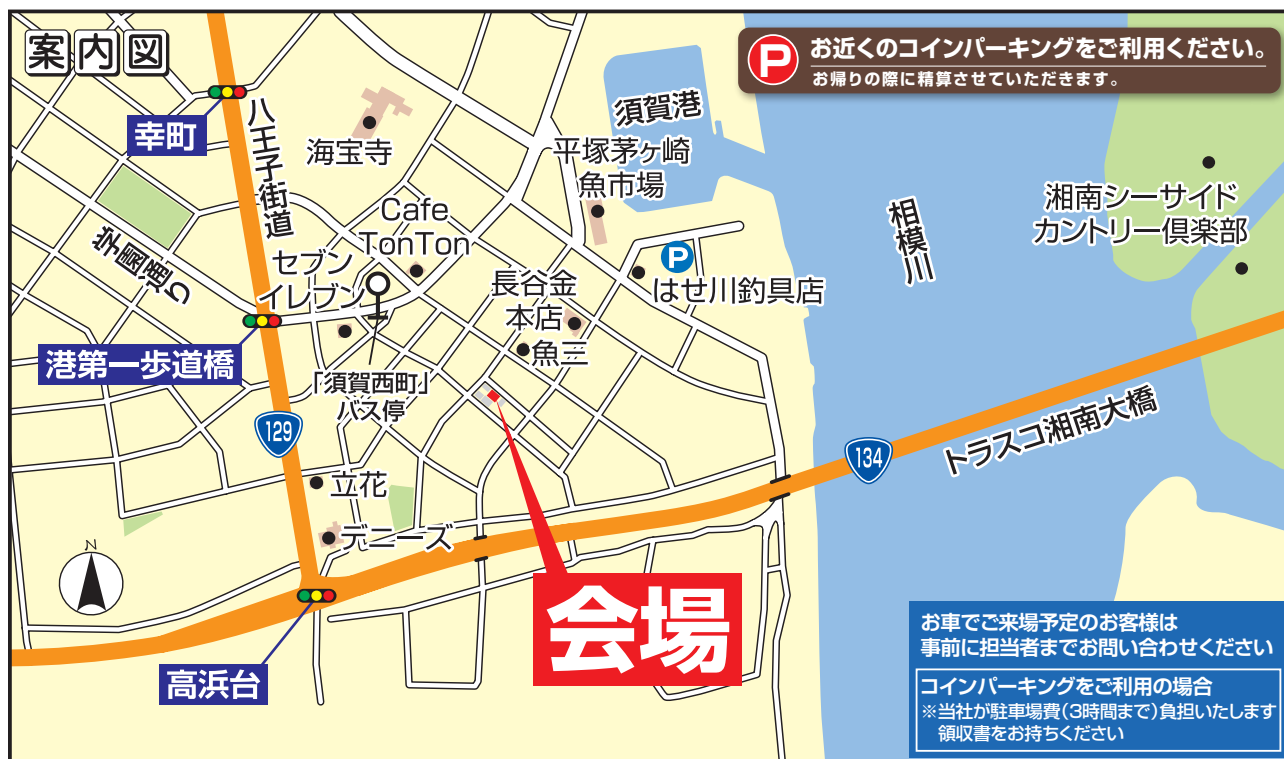 案内図
P
お近くのコインパーキングをご利用ください。
お帰りの際に精算させていただきます。
幸町
八王子街道
海宝寺
須賀港
平塚茅ヶ崎
魚市場
相模川
湘南シーサイド
カントリー倶楽部
学園通り
Cafe
TonTon
セブン
イレブン
P
はせ川釣具店
長谷金
本店
魚三
港第一歩道橋
「須賀西町」
バス停
129
134
トラスコ湘南大橋
立花
デニーズ
N
会場
高浜台
お車でご来場予定のお客様は
事前に担当者までお問い合わせください
コインパーキングをご利用の場合
※当社が駐車場費(3時間まで)負担いたします
領収書をお持ちください